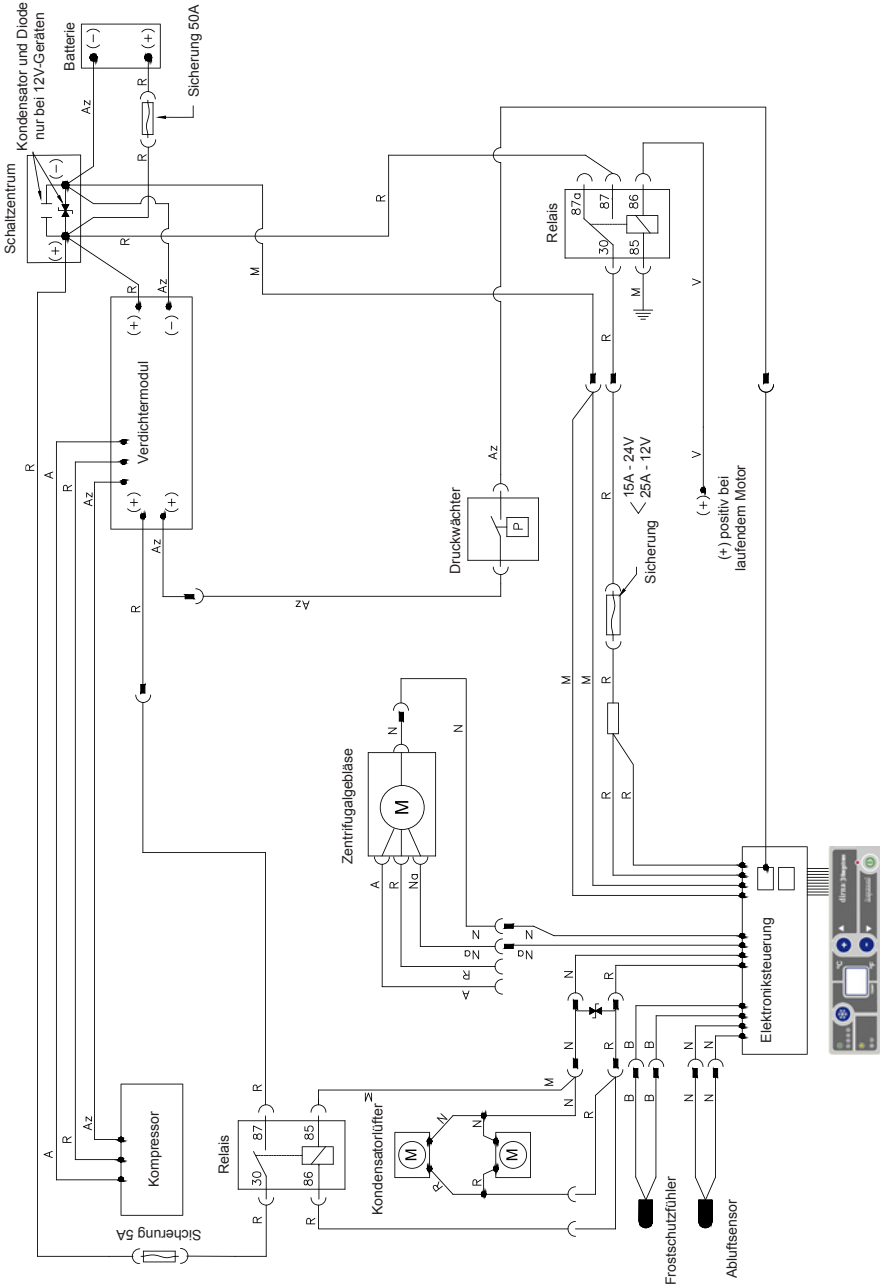 Schaltzentrum
Kondensator und Diode
nur bei 12V-Geräten
(+)
(-)
Batterie
(-)
(+)
Az
R
Sicherung 50A
R
R
R
Az
M
R
R
A
R
Az
Verdichtermodul
(+)
(-)
(+)
(+)
R
Az
Az
Druckwächter
P
Az
Relais
87a
87
86
30
85
M
R
V
V
(+)
(+) positiv bei
laufendem Motor
R
15A - 24V
25A - 12V
Sicherung
R
R
R
M
M
Zentrifugalgebläse
M
N
N
A
R
Na
A
R
Na
N
Na
N
Kompressor
A
R
Az
Sicherung 5A
R
R
Relais
87
85
30
86
R
R
M
M
Kondensatorlüfter
M
M
N
N
R
R
N
R
N
R
N
R
B
B
B
B
N
N
N
N
Frostschutzfühler
Abluftsensor
Elektroniksteuerung
°C
°F
+
-
dirna